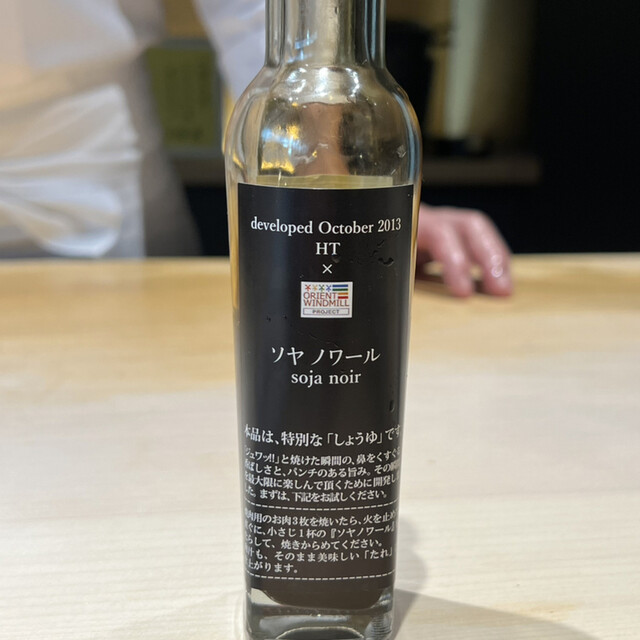 developed October 2013
HT
×
ORIENT
WINDMILL
PROJECT
ソヤ ノワール
soja noir
本品は、特別な「しょうゆ」です
ジュワッ!!」と焼けた瞬間の、鼻をくすぐ
ばしさと、パンチのある旨み。その
最大限に楽しんで頂くために開発し
た。まずは、下記をお試しください。
肉用のお肉3枚を焼いたら、火を止め
ぐに、小さじ1杯の『ソヤノワール』
らして、焼きからめてください。
も、そのまま美味しい「たれ」
上がります。